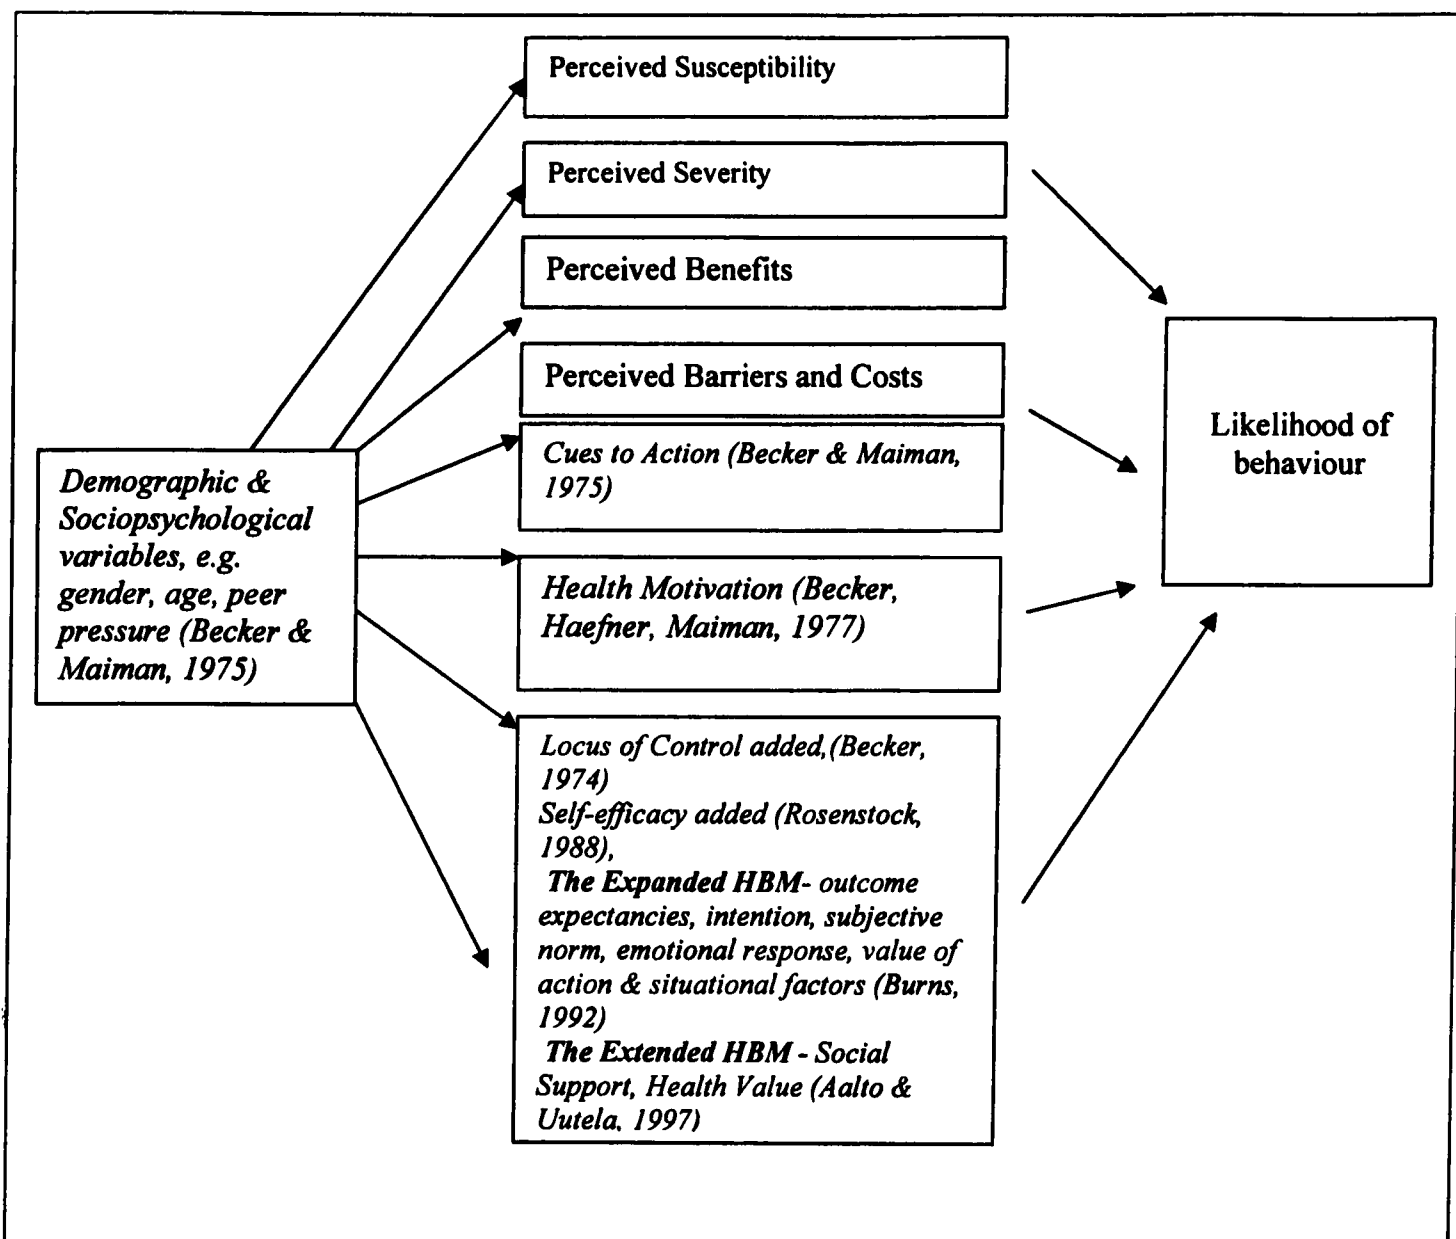 Perceived Susceptibility
Perceived Severity
Perceived Benefits
Perceived Barriers and Costs
Cues to Action (Becker & Maiman,
1975)
Demographic &
Sociopsychological
variables, e.g.
gender, age, peer
pressure (Becker &
Maiman, 1975)
Health Motivation (Becker,
Haefner, Maiman, 1977)
Locus of Control added,(Becker,
1974)
Self-efficacy added (Rosenstock,
1988),
The Expanded HBM- outcome
expectancies, intention, subjective
norm, emotional response, value of
action & situational factors (Burns,
1992)
The Extended HBM - Social
Support, Health Value (Aalto &
Uutela, 1997)
Likelihood of
behaviour